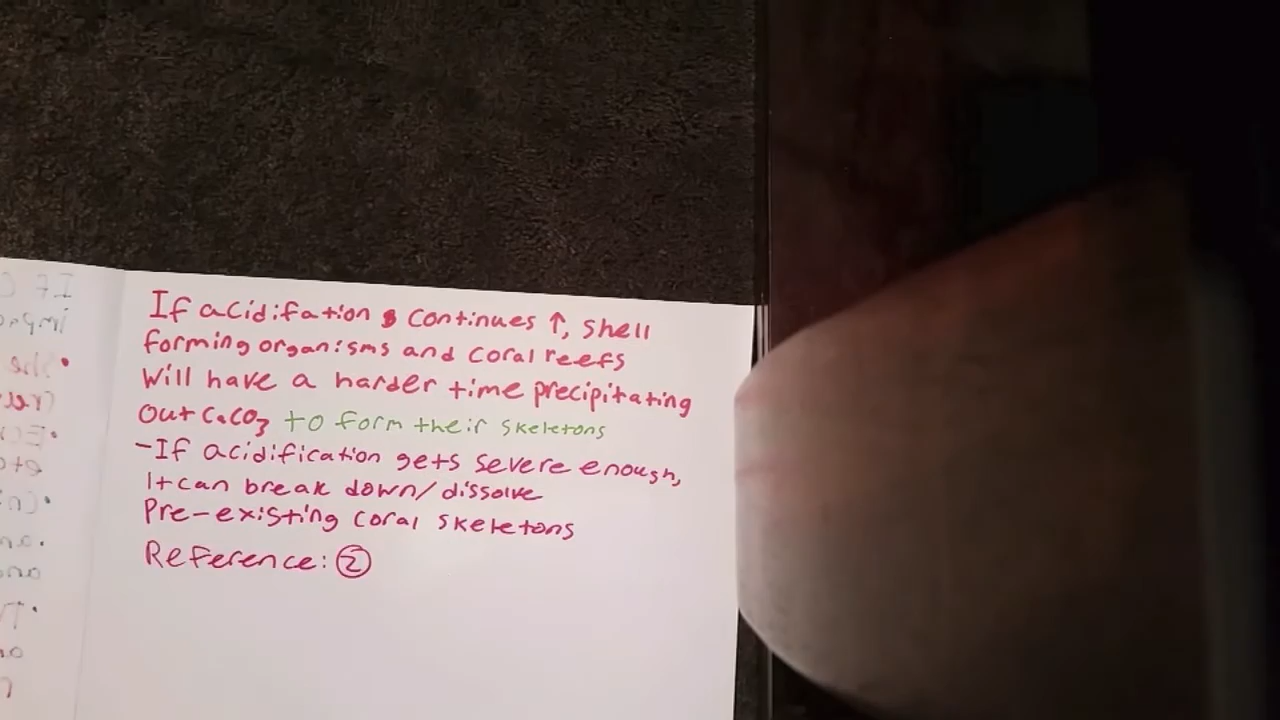 If acidifation continues ↑, shell
forming organisms and coral reefs
will have a harder time precipitating
out CaCO3 to form their skeletons
-If acidification gets severe enough,
It can break down/dissolve
Pre-existing coral skeletons
Reference: ②